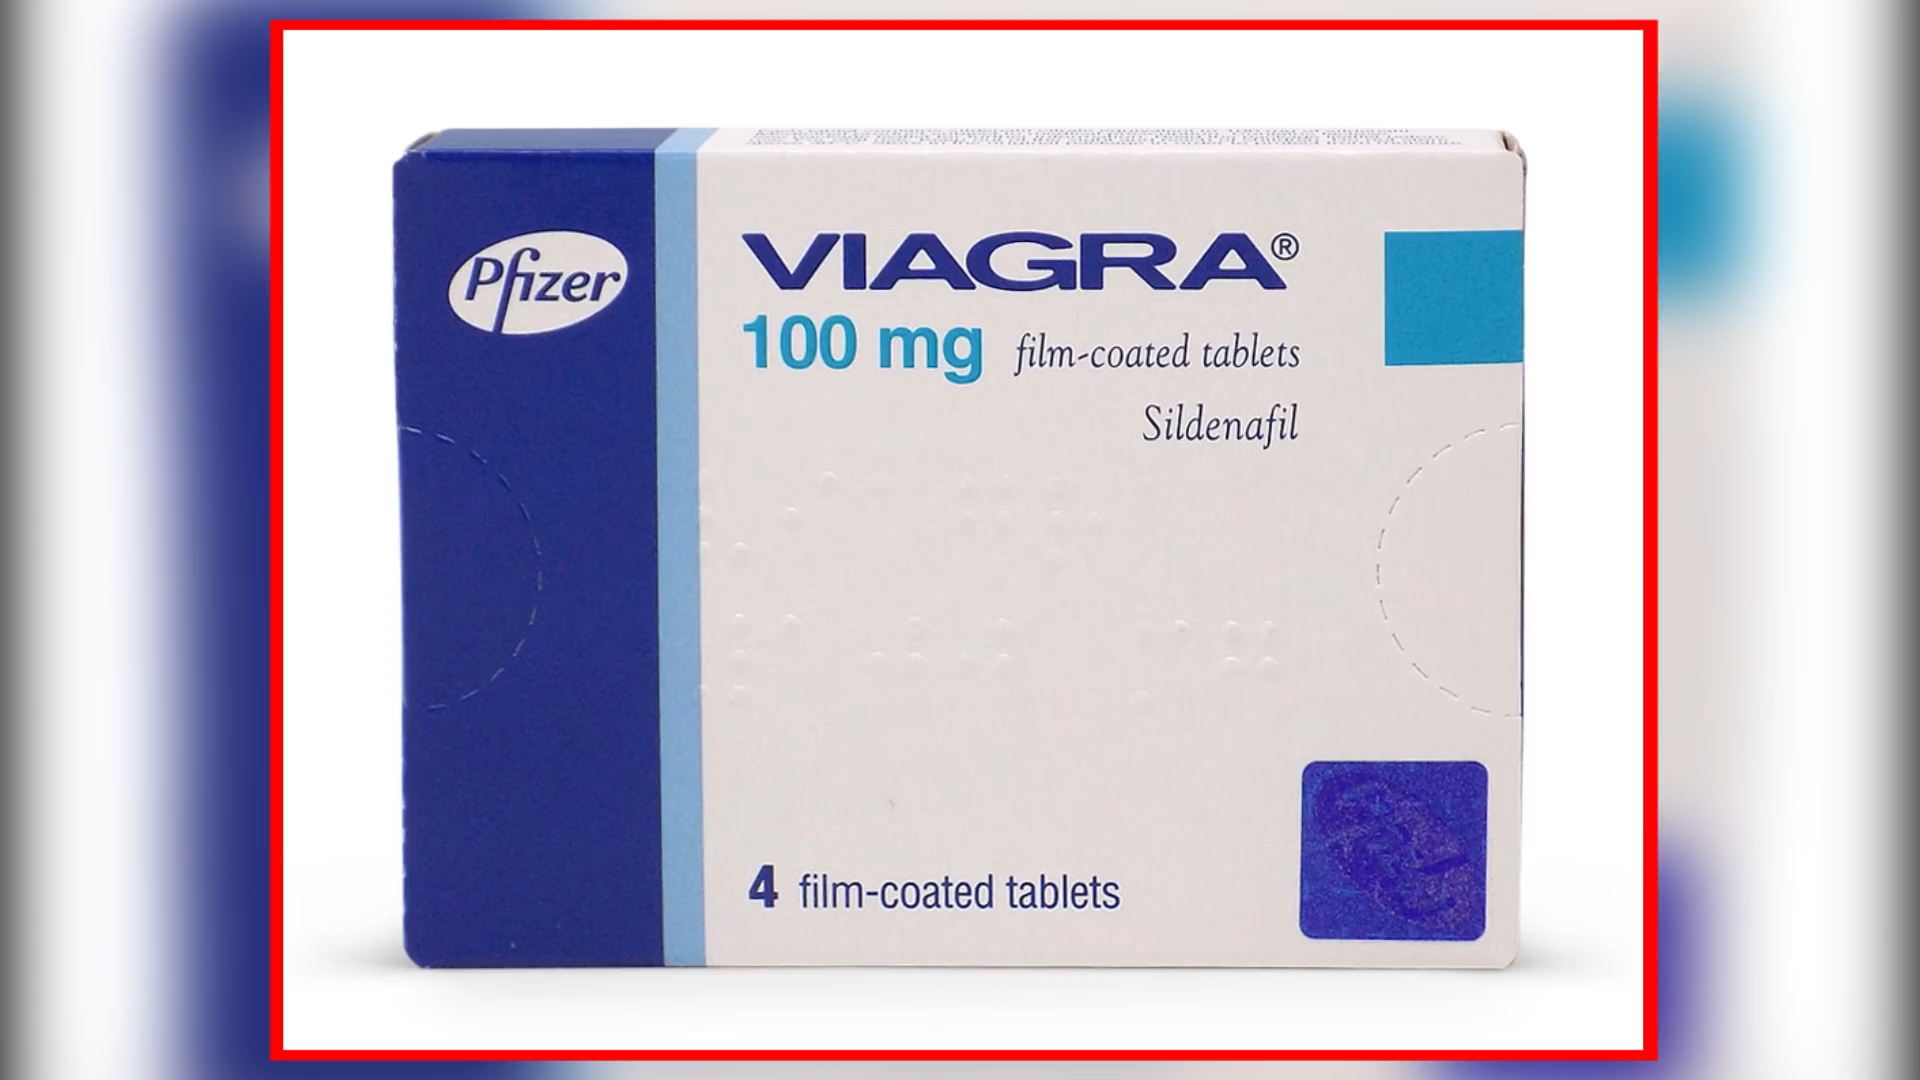 Pfizer
VIAGRA®
100 mg film-coated tablets
Sildenafil
4 film-coated tablets